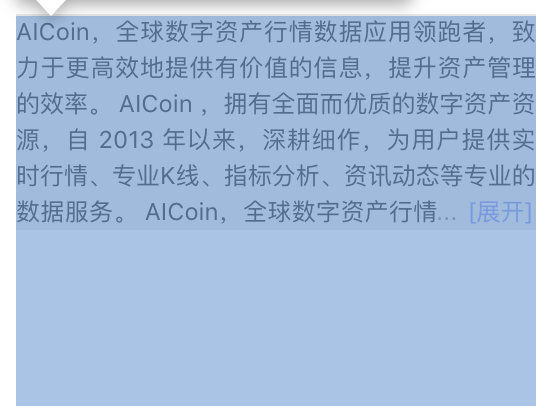 AICoin，全球数字资产行情数据应用领跑者，致
力于更高效地提供有价值的信息，提升资产管理
的效率。 AICoin ，拥有全面而优质的数字资产资
源，自 2013 年以来，深耕细作，为用户提供实
时行情、专业K线、指标分析、资讯动态等专业的
数据服务。 AICoin，全球数字资产行情... [展开]